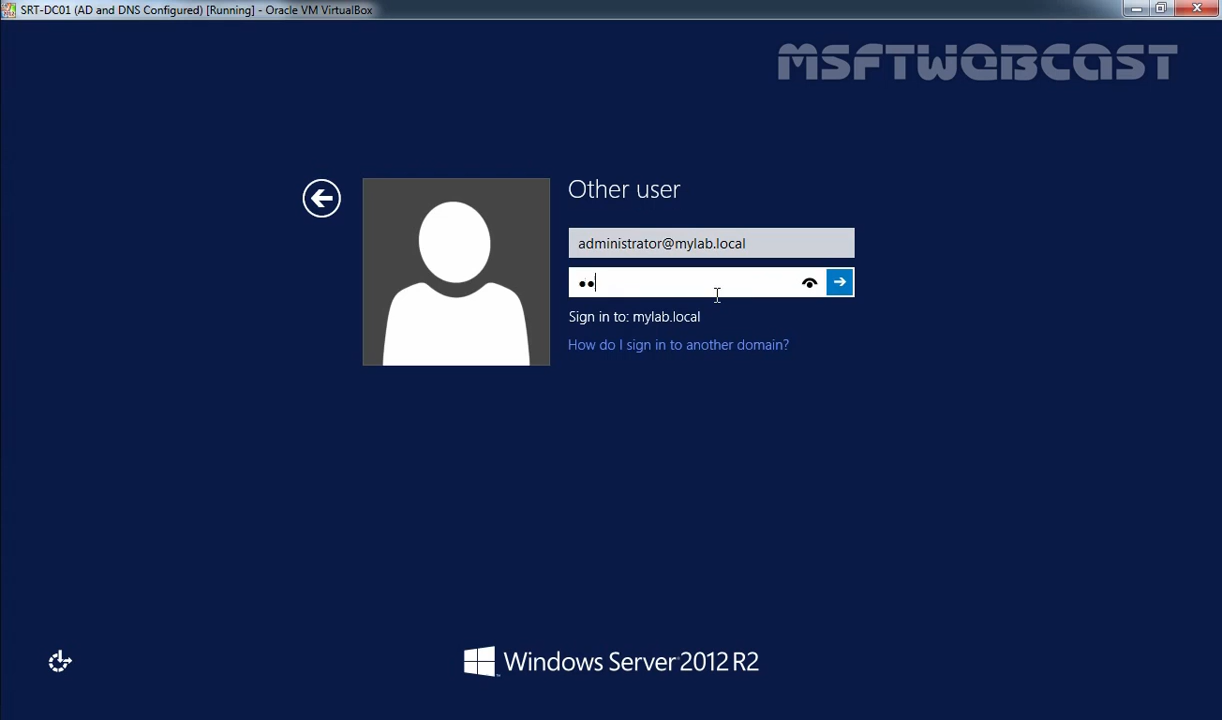 SRT-DC01 (AD and DNS Configured) [Running] - Oracle VM VirtualBox
MSFTWEBCAST
Other user
administrator@mylab.local
Sign in to: mylab.local
How do I sign in to another domain?
Windows Server 2012 R2